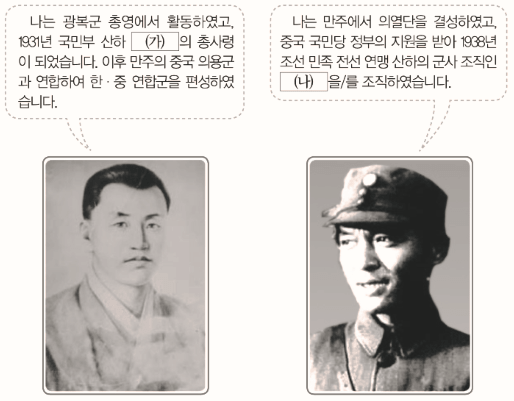 나는 광복군 총영에서 활동하였고,
1931년 국민부 산하 (가) 의 총사령
이 되었습니다. 이후 만주의 중국 의용군
과 연합하여 한·중 연합군을 편성하였
습니다.
나는 만주에서 의열단을 결성하였고,
중국 국민당 정부의 지원을 받아 1938년
조선 민족 전선 연맹 산하의 군사 조직인
(나) 을/를 조직하였습니다.